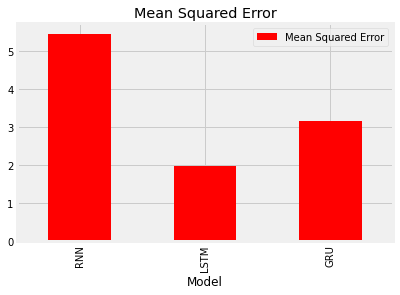 Mean Squared Error
Mean Squared Error
5
4
3
2
1
0
RNN
LSTM
GRU
Model